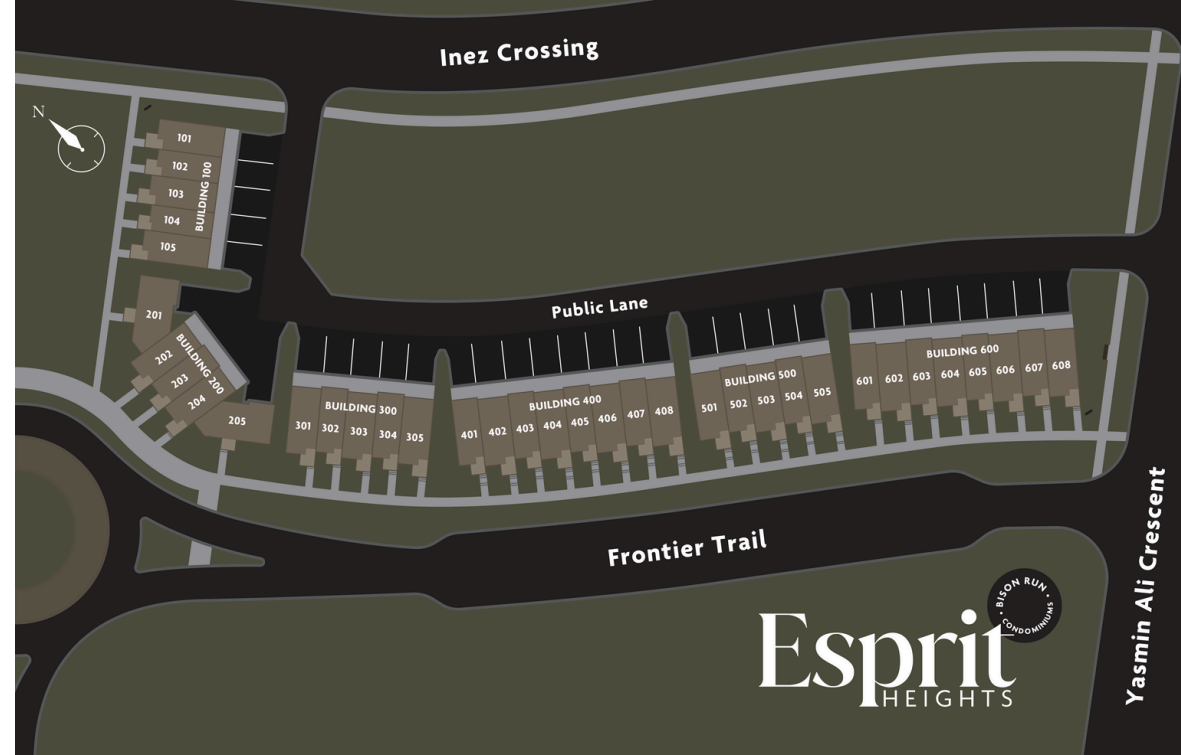 Inez Crossing
N
101
102
103
104
105
BUILDING 100
201
202
203
204
205
BUILDING 200
Public Lane
BUILDING 300
301 302 303 304 305
BUILDING 400
401 402 403 404 405 406 407 408
BUILDING 500
501 502 503 504 505
BUILDING 600
601 602 603 604 605 606 607 608
Frontier Trail
Yasmin Ali Crescent
• BISON RUN •
CONDOMINIUMS
Esprit
HEIGHTS